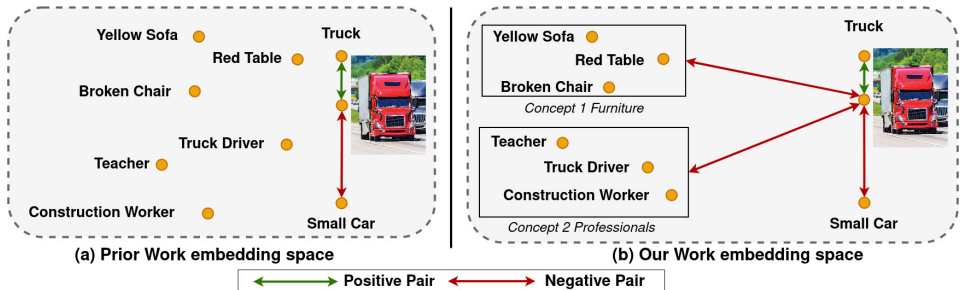 Yellow Sofa
Truck
Red Table
Broken Chair
Truck Driver
Teacher
Construction Worker
Small Car
(a) Prior Work embedding space
Truck
Yellow Sofa
Red Table
Broken Chair
Concept 1 Furniture
Teacher
Truck Driver
Construction Worker
Concept 2 Professionals
Small Car
(b) Our Work embedding space
Positive Pair
Negative Pair